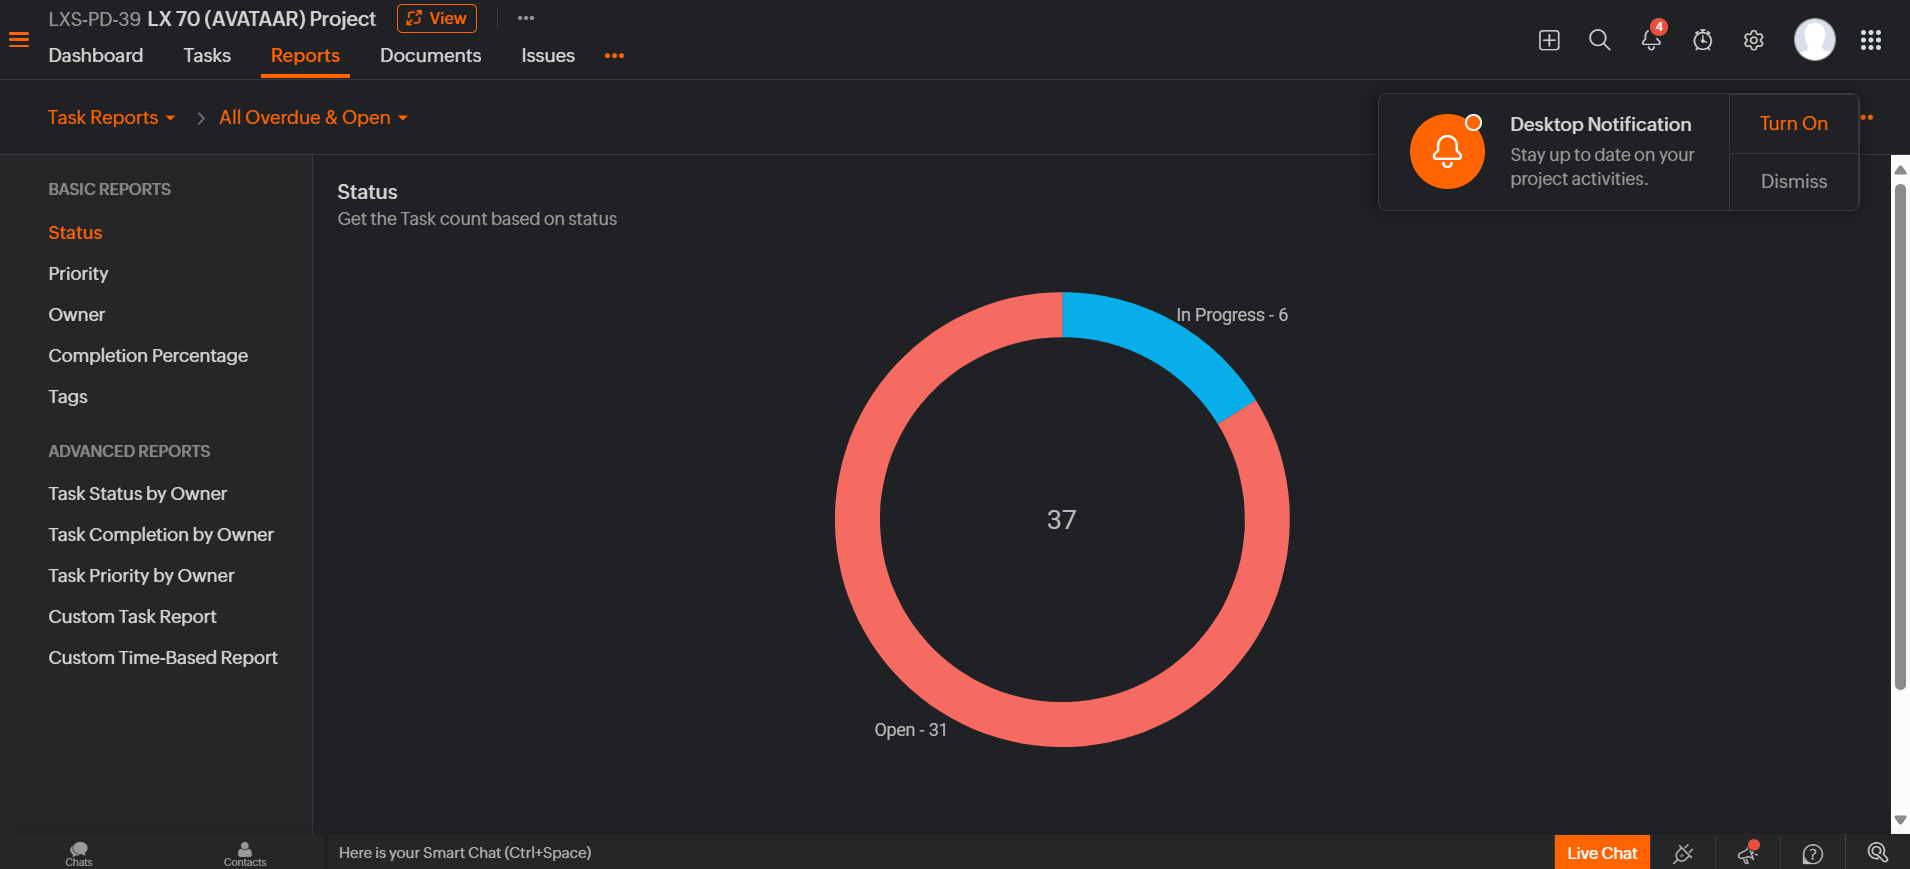 LXS-PD-39 LX 70 (AVATAAR) Project View
Dashboard Tasks Reports Documents Issues
4
Task Reports All Overdue & Open
Desktop Notification
Stay up to date on your
project activities.
Turn On
Dismiss
BASIC REPORTS
Status
Priority
Owner
Completion Percentage
Tags
ADVANCED REPORTS
Task Status by Owner
Task Completion by Owner
Task Priority by Owner
Custom Task Report
Custom Time-Based Report
Status
Get the Task count based on status
In Progress - 6
37
Open - 31
Chats
Contacts
Here is your Smart Chat (Ctrl+Space)
Live Chat